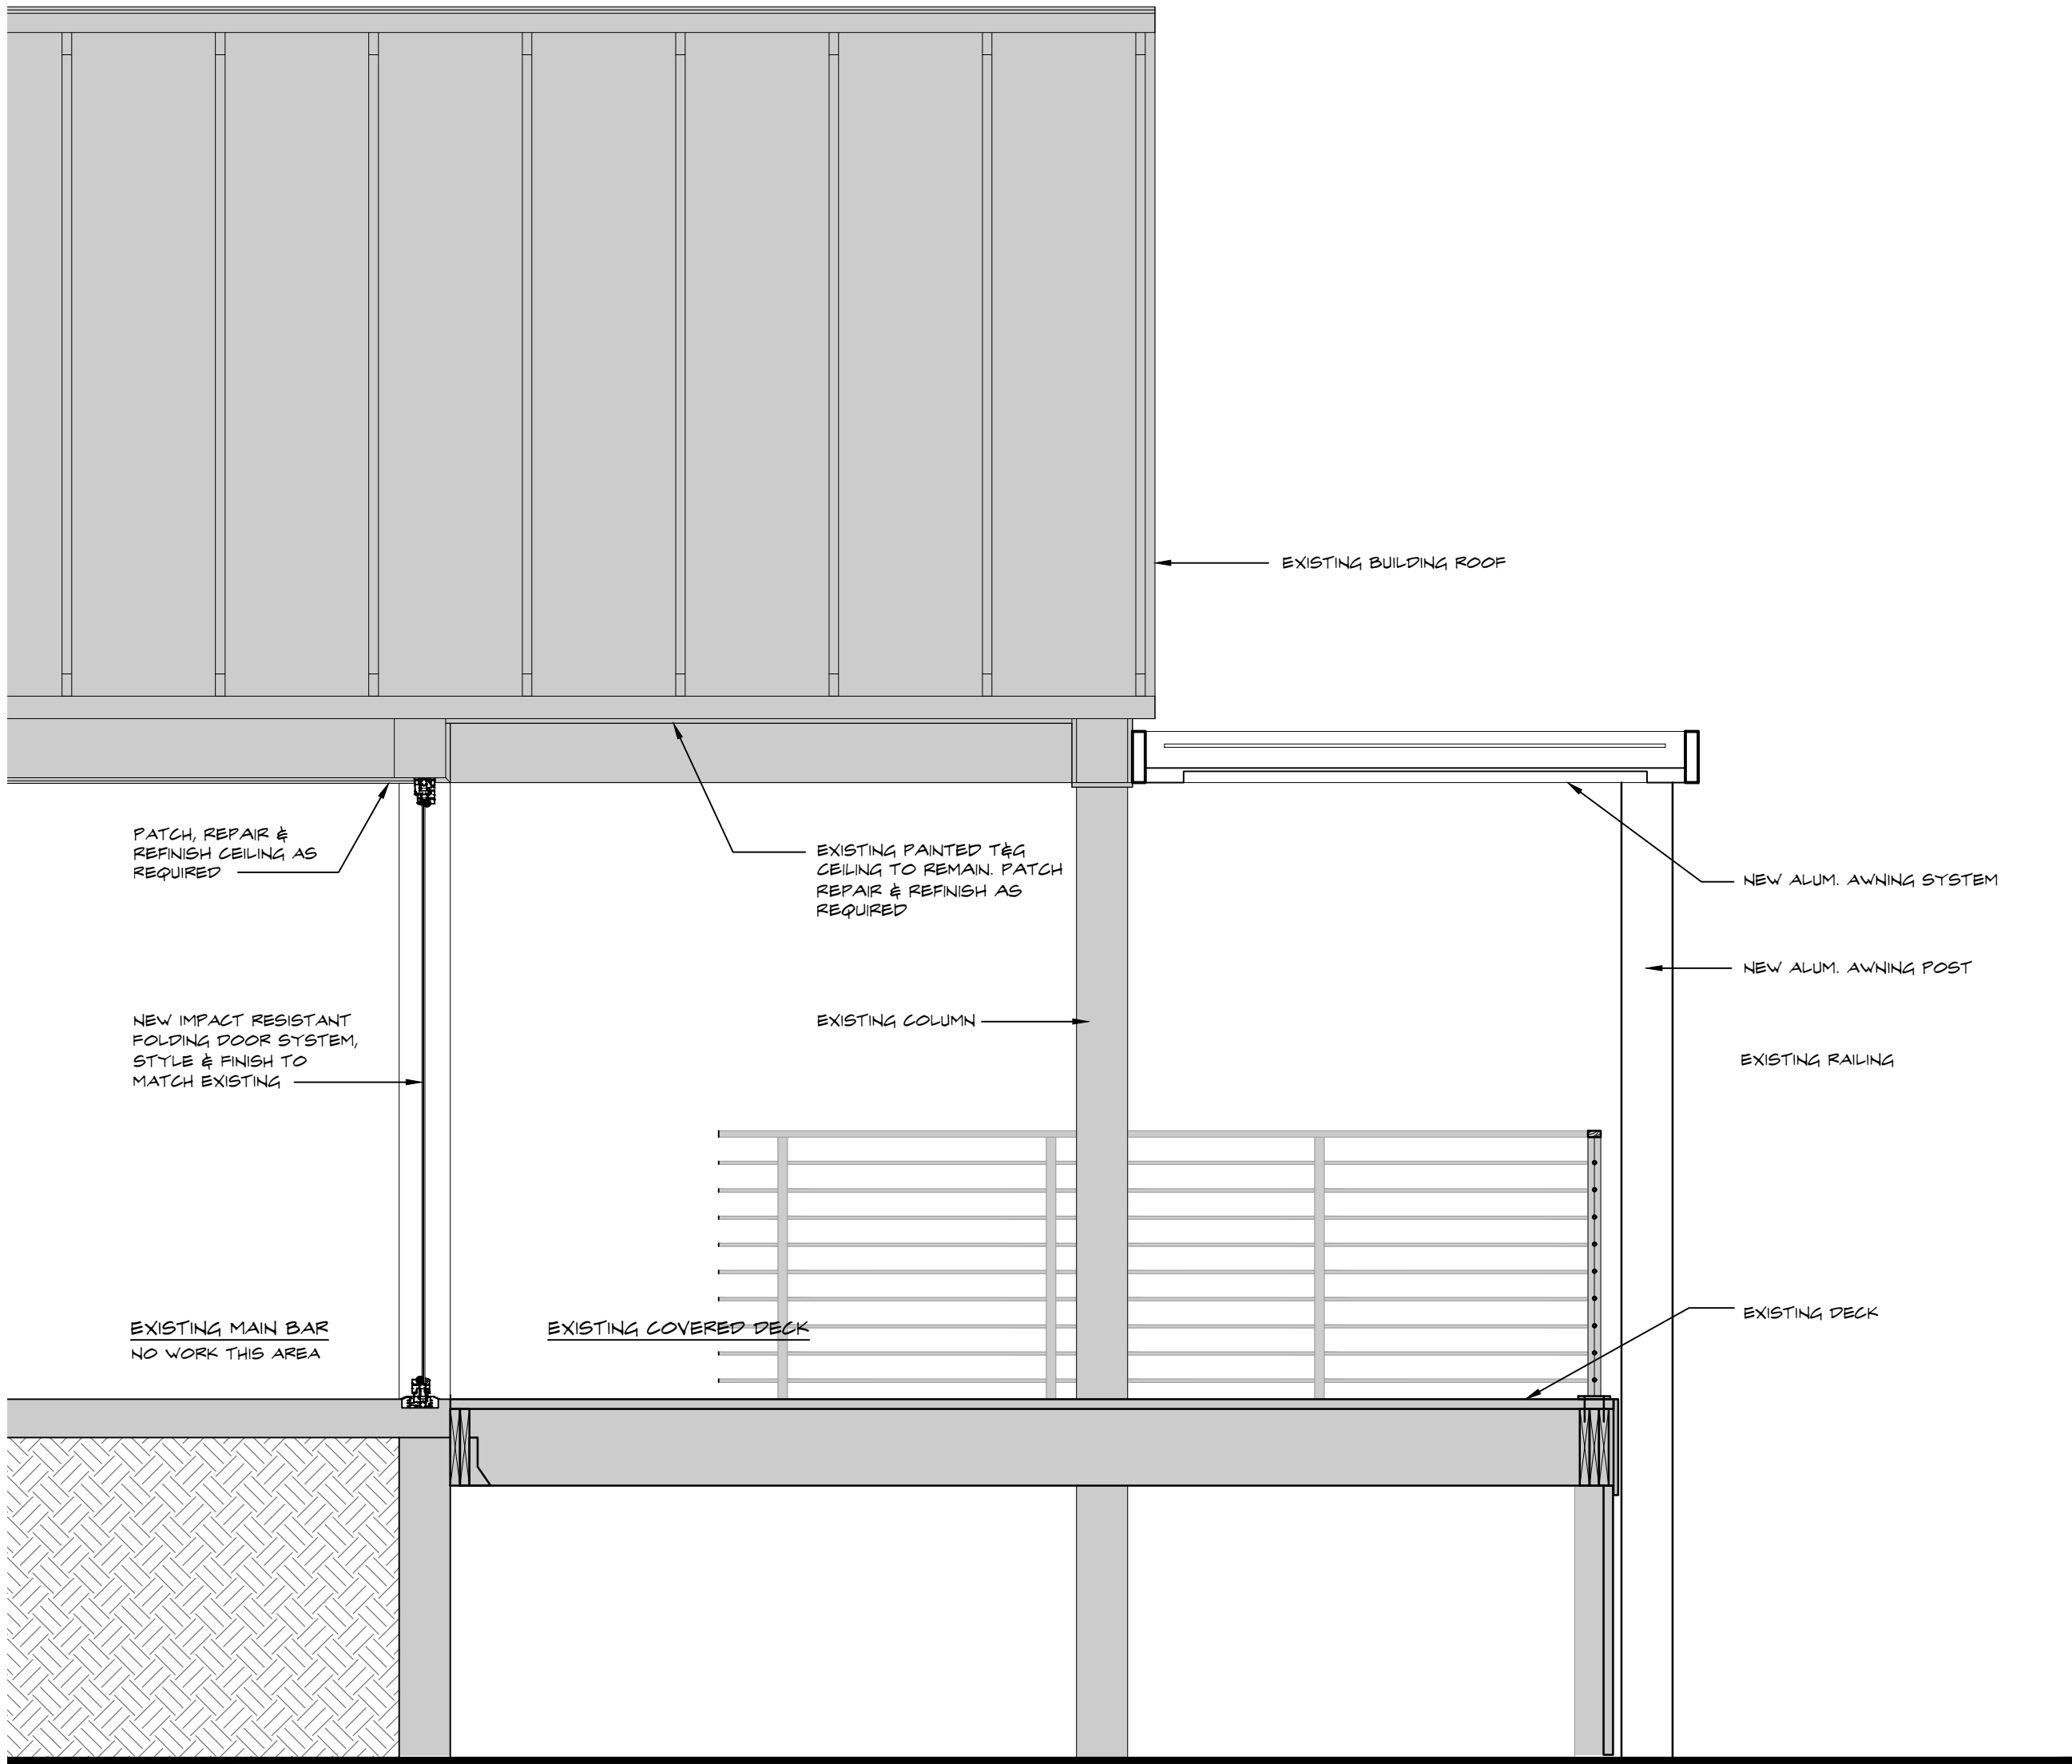 EXISTING BUILDING ROOF
PATCH, REPAIR &
REFINISH CEILING AS
REQUIRED
EXISTING PAINTED T&G
CEILING TO REMAIN. PATCH
REPAIR & REFINISH AS
REQUIRED
NEW ALUM. AWNING SYSTEM
NEW ALUM. AWNING POST
NEW IMPACT RESISTANT
FOLDING DOOR SYSTEM,
STYLE & FINISH TO
MATCH EXISTING
EXISTING COLUMN
EXISTING RAILING
EXISTING MAIN BAR
NO WORK THIS AREA
EXISTING COVERED DECK
EXISTING DECK